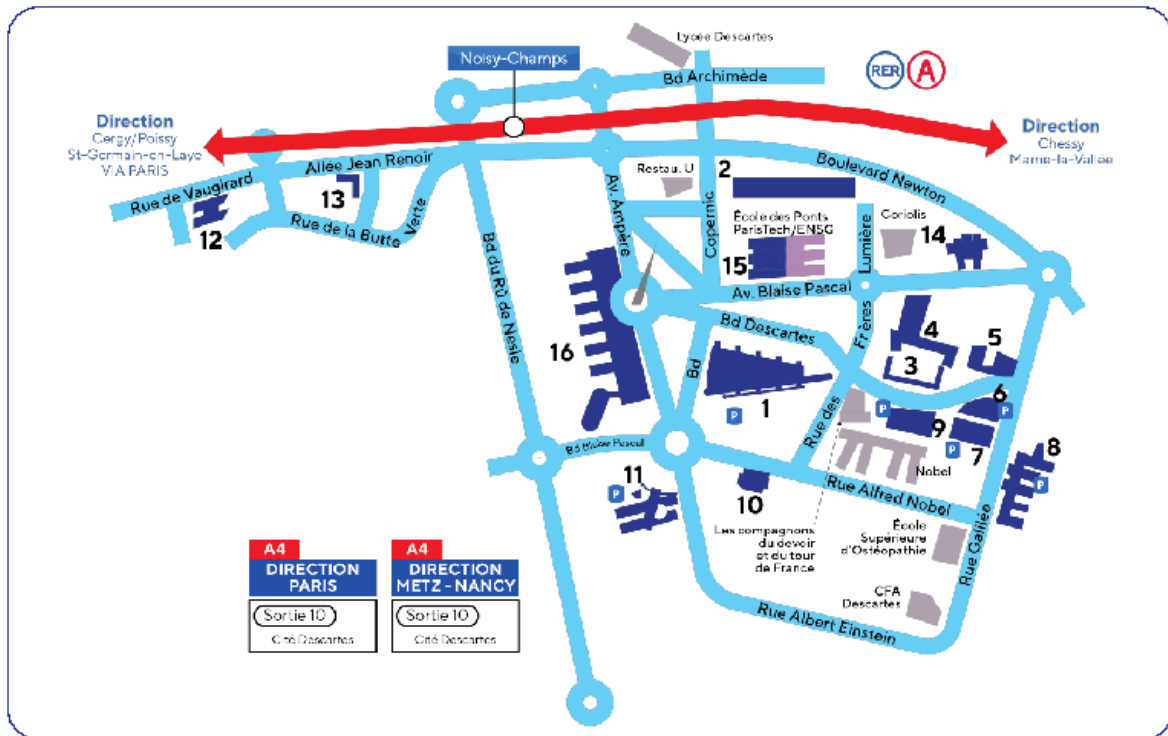 Lycée Descartes
Noisy-Champs
Bd Archimède
RER A
Direction
Cergy/Poissy
St-Germain-en-Laye
VIA PARIS
Direction
Chessy
Marne-la-Vallée
Allée Jean Renoir
Rue de Vaugirard
13
12
Rue de la Butte Verte
Bd du Rû de Nesle
Av. Ampère
Restau. U
2
Copernic
Boulevard Newton
École des Ponts
ParisTech/ENSG
15
Lumière
Coriolis
14
Av. Blaise Pascal
Bd Descartes
Frères
4
5
3
16
Bd
1
P
Rue des
P
6
P
9
7
P
8
P
Nobel
Bd Blaise Pascal
11
P
10
Rue Alfred Nobel
Les compagnons
du devoir
et du tour
de France
École
Supérieure
d'Ostéopathie
Rue Galilée
CFA
Descartes
Rue Albert Einstein
A4
DIRECTION
PARIS
Sortie 10
Cité Descartes
A4
DIRECTION
METZ - NANCY
Sortie 10
Cité Descartes